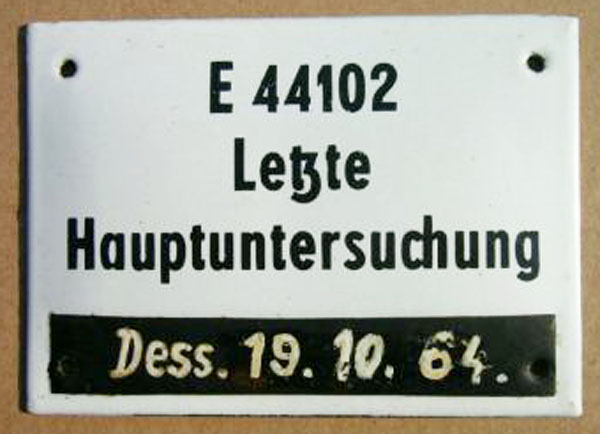 E 44102
Letzte
Hauptuntersuchung
Dess. 19. 10. 64.